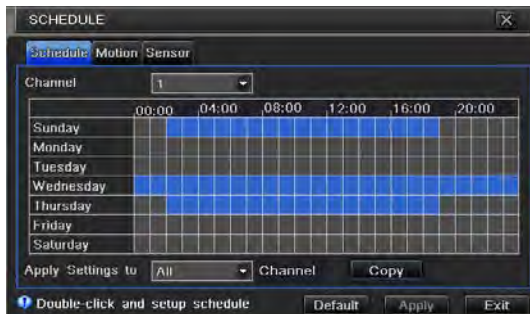 SCHEDULE
Schedule Motion Sensor
Channel 1
00:00 04:00 08:00 12:00 16:00 20:00
Sunday
Monday
Tuesday
Wednesday
Thursday
Friday
Saturday
Apply Settings to All Channel Copy
Double-click and setup schedule Default Apply Exit